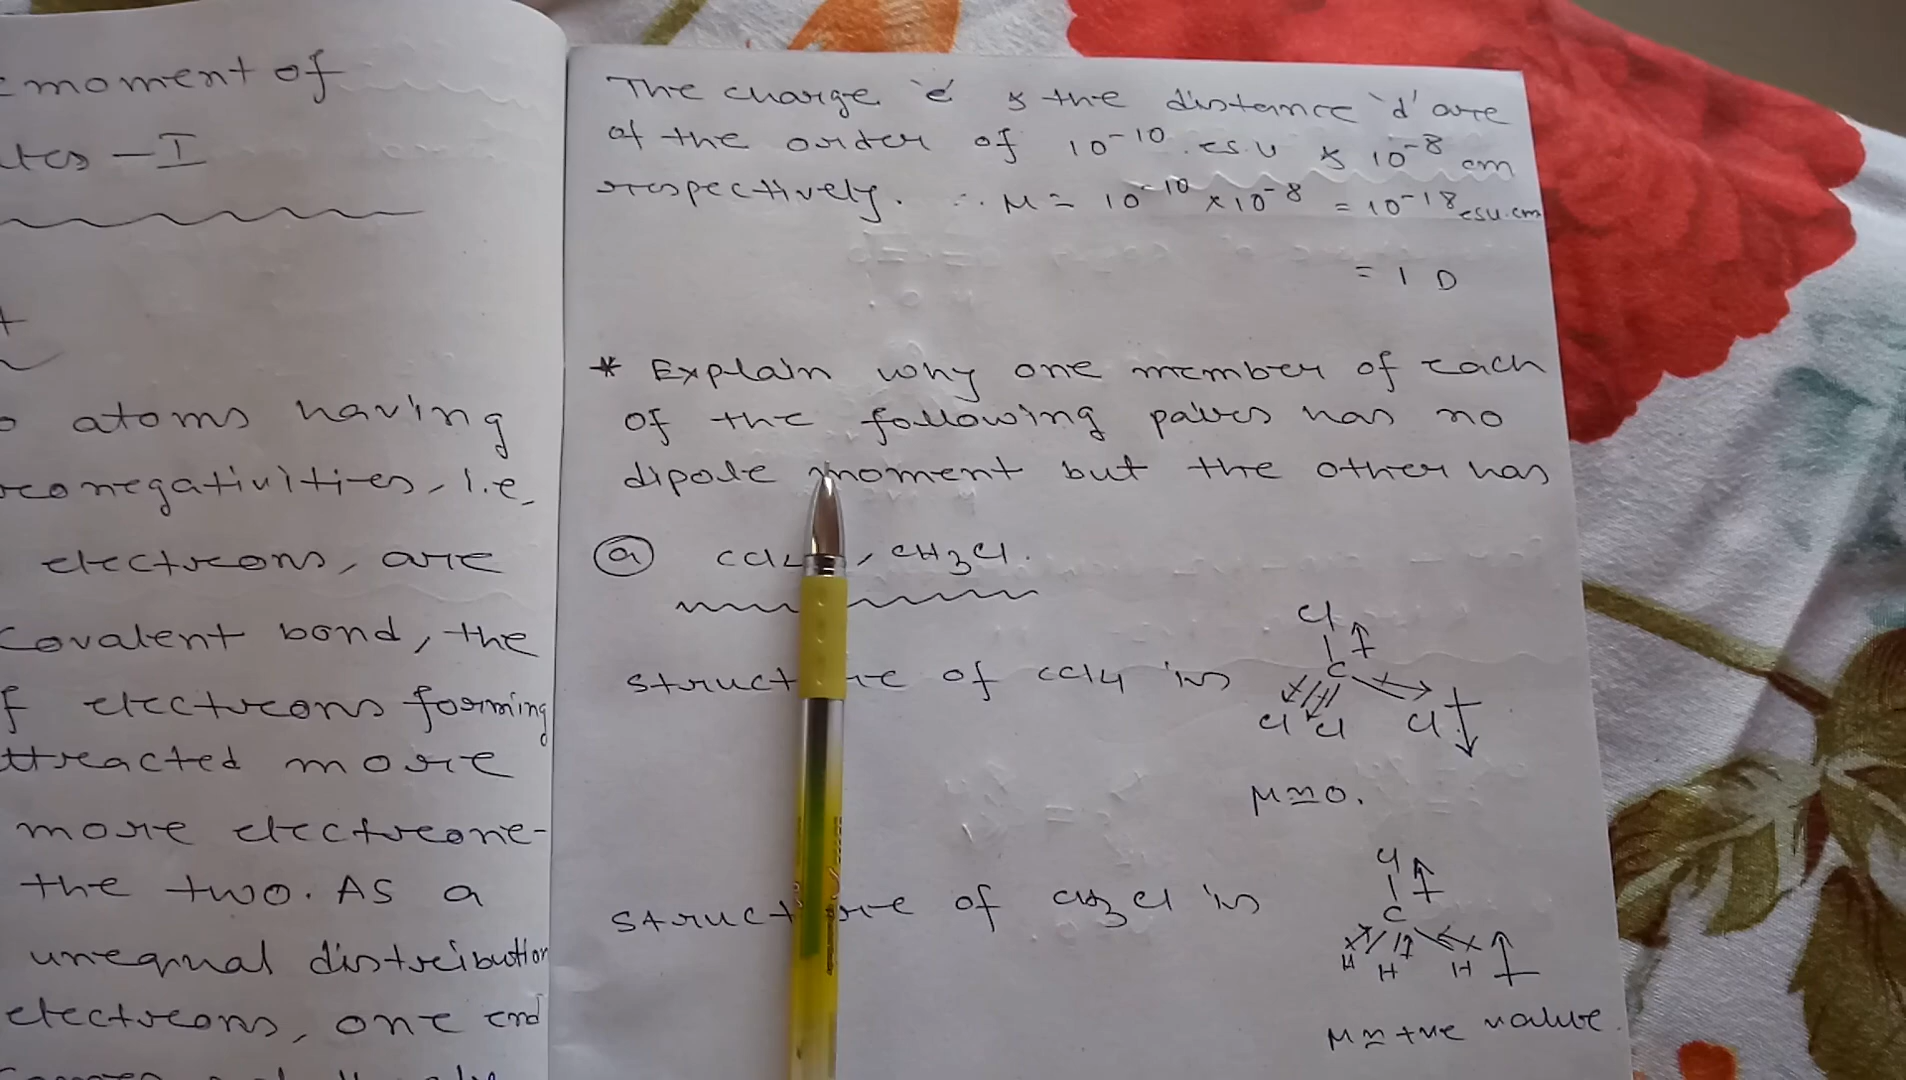 moment of
tes - I
atoms having
onegativities, i.e,
electrons, are
covalent bond, the
f electrons forming
ttracted more
more electrone-
the two. As a
unequal distribution
electrons, one end
The charge 'e' & the distance 'd' are
of the order of 10⁻¹⁰ esu & 10⁻⁸ cm
respectively. ∴ μ = 10⁻¹⁰ × 10⁻⁸ = 10⁻¹⁸ esu.cm
= 1 D
* Explain why one member of each
of the following pairs has no
dipole moment but the other has
(a) CCl4, CH3Cl.
structure of CCl4 is
Cl
C
Cl Cl Cl
μ = 0.
structure of CH3Cl is
Cl
C
H H H
μ = +ve value